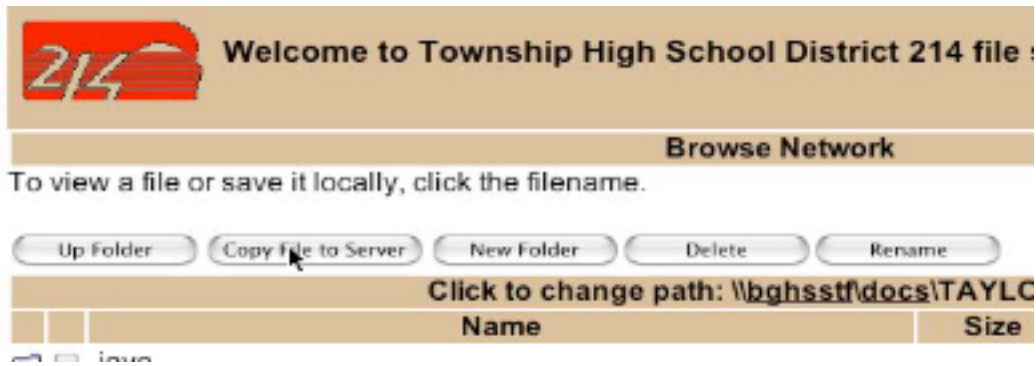 214
Welcome to Township High School District 214 file
Browse Network
To view a file or save it locally, click the filename.
Up Folder Copy File to Server New Folder Delete Rename
Click to change path: \\bghsstf\docs\TAYLO
Name Size
java